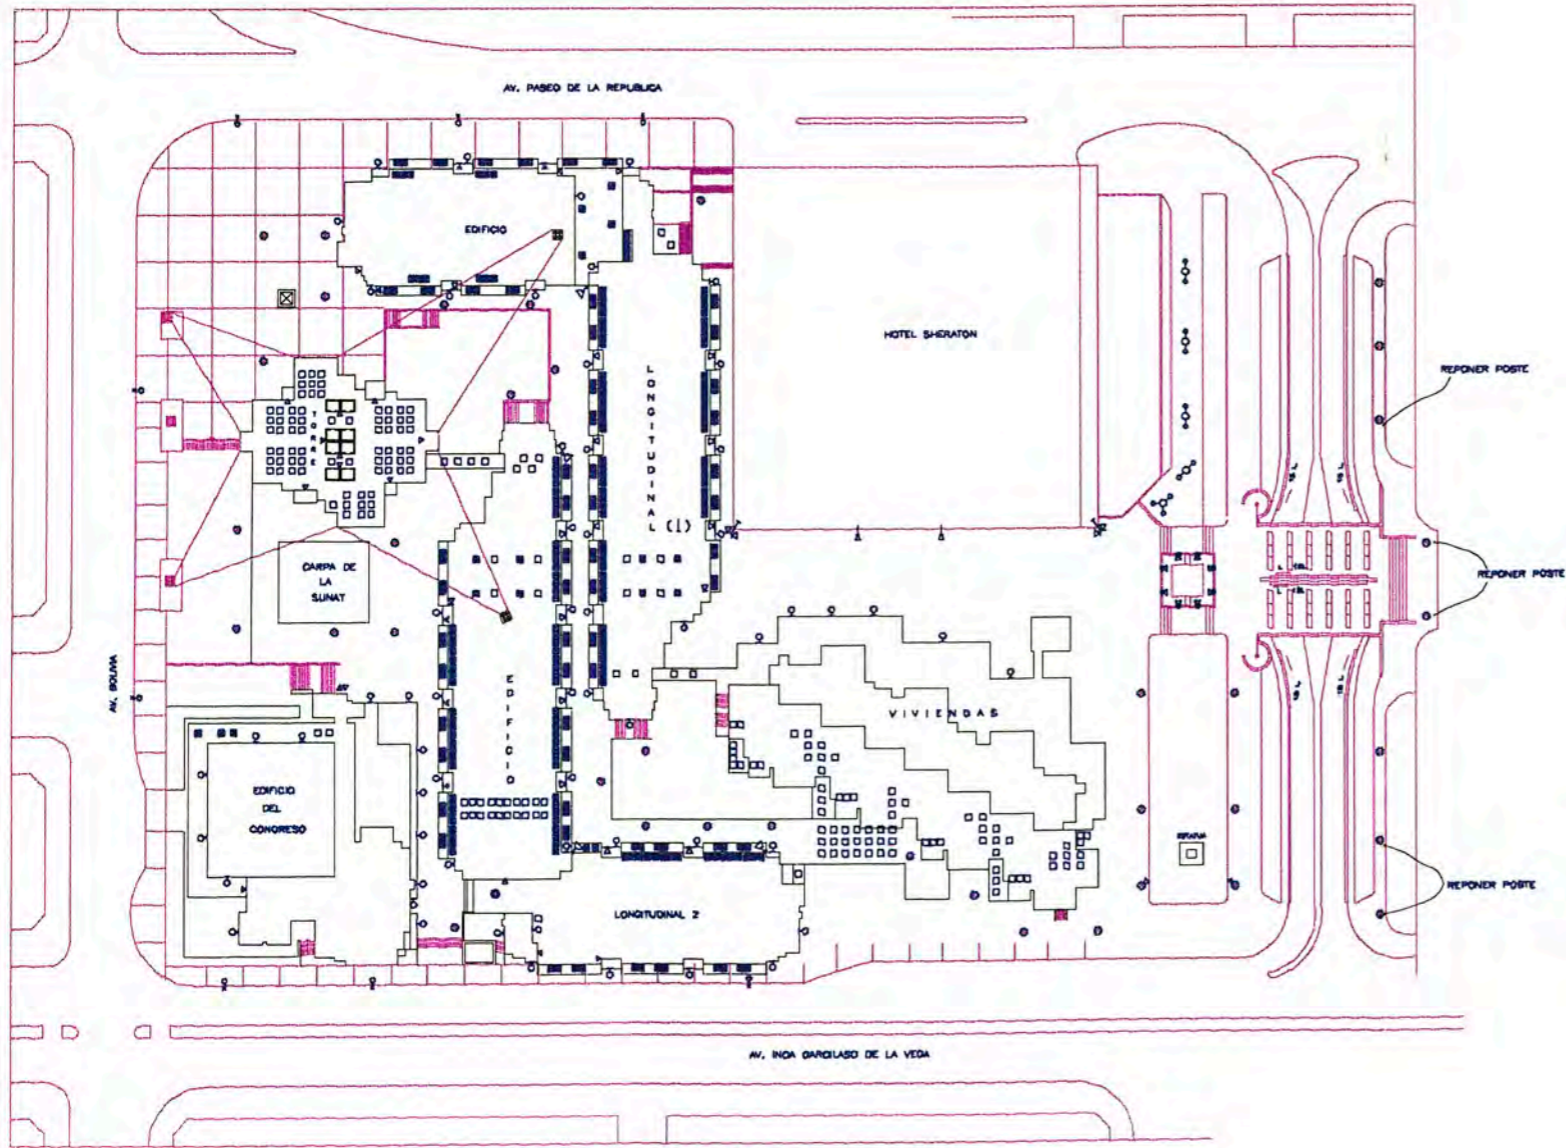 AV. PASEO DE LA REPUBLICA
EDIFICIO
HOTEL SHERATON
LONGITUDINAL (1)
REPONER POSTE
TORRE
REPONER POSTE
CARPA DE
LA
SUNAT
AV. BOLIVIA
EDIFICIO
VIVIENDAS
EDIFICIO
DEL
CONGRESO
ESTATUA
REPONER POSTE
LONGITUDINAL 2
AV. INCA GARCILASO DE LA VEGA